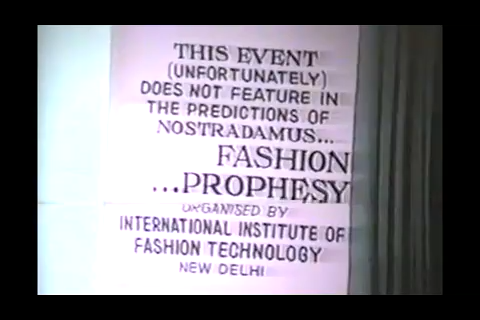 THIS EVENT
(UNFORTUNATELY)
DOES NOT FEATURE IN
THE PREDICTIONS OF
NOSTRADAMUS...
FASHION
...PROPHESY
ORGANISED BY
INTERNATIONAL INSTITUTE OF
FASHION TECHNOLOGY
NEW DELHI